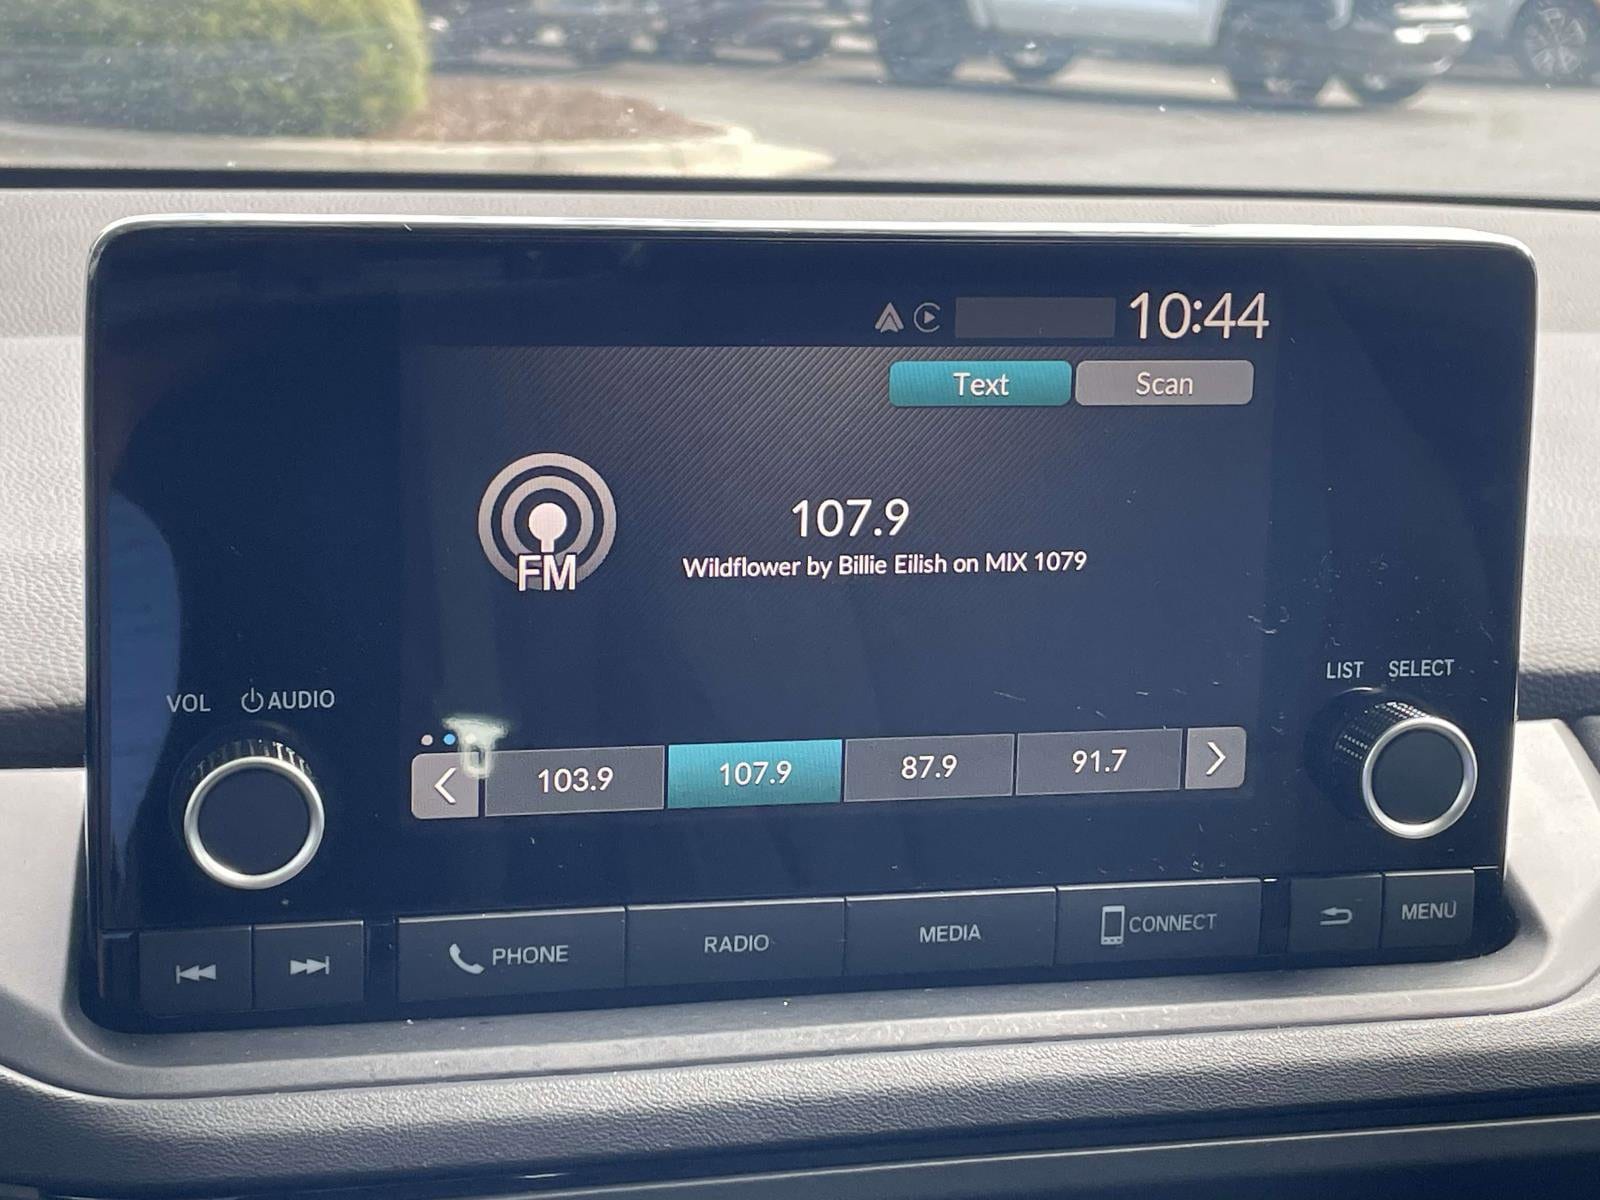 10:44
Text Scan
FM
107.9
Wildflower by Billie Eilish on MIX 1079
VOL AUDIO
LIST SELECT
103.9 107.9 87.9 91.7
PHONE RADIO MEDIA CONNECT MENU